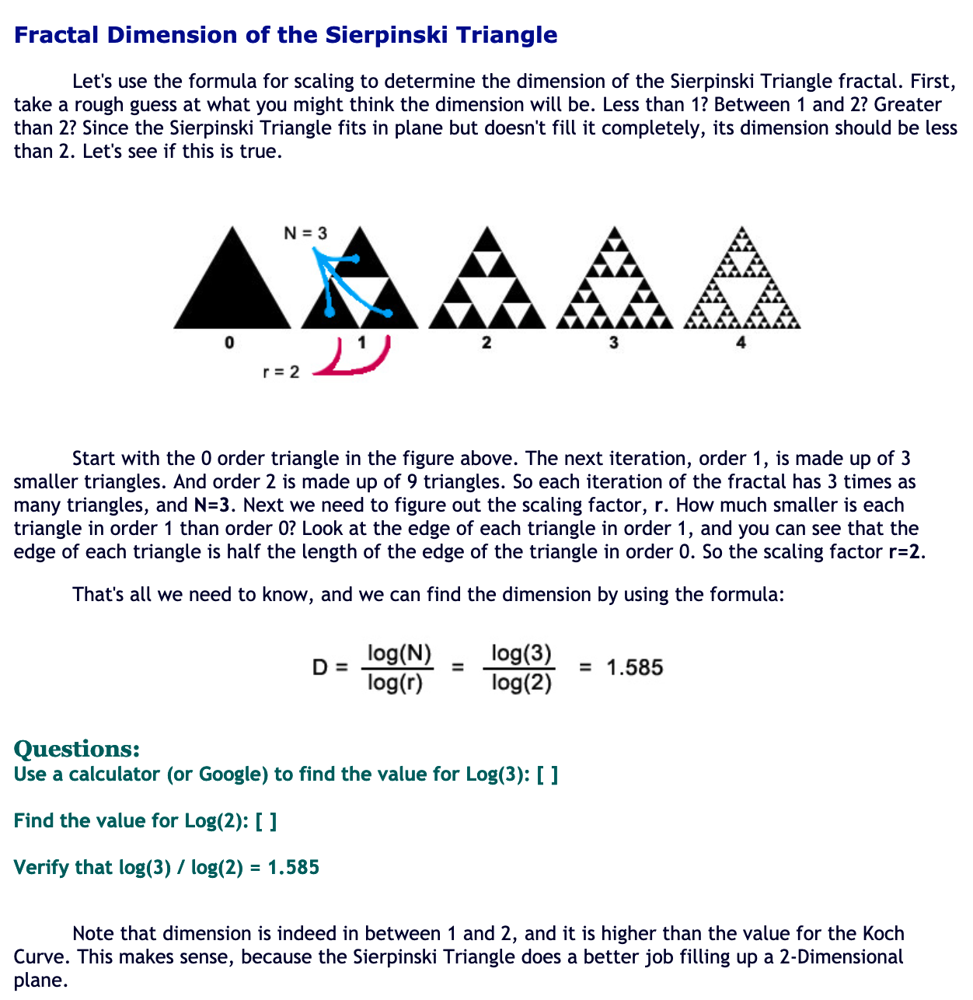 Fractal Dimension of the Sierpinski Triangle
Let's use the formula for scaling to determine the dimension of the Sierpinski Triangle fractal. First,
take a rough guess at what you might think the dimension will be. Less than 1? Between 1 and 2? Greater
than 2? Since the Sierpinski Triangle fits in plane but doesn't fill it completely, its dimension should be less
than 2. Let's see if this is true.
N = 3
0 1 2 3 4
r = 2
Start with the 0 order triangle in the figure above. The next iteration, order 1, is made up of 3
smaller triangles. And order 2 is made up of 9 triangles. So each iteration of the fractal has 3 times as
many triangles, and N=3. Next we need to figure out the scaling factor, r. How much smaller is each
triangle in order 1 than order 0? Look at the edge of each triangle in order 1, and you can see that the
edge of each triangle is half the length of the edge of the triangle in order 0. So the scaling factor r=2.
That's all we need to know, and we can find the dimension by using the formula:
D = log(N) / log(r) = log(3) / log(2) = 1.585
Questions:
Use a calculator (or Google) to find the value for Log(3): [ ]
Find the value for Log(2): [ ]
Verify that log(3) / log(2) = 1.585
Note that dimension is indeed in between 1 and 2, and it is higher than the value for the Koch
Curve. This makes sense, because the Sierpinski Triangle does a better job filling up a 2-Dimensional
plane.